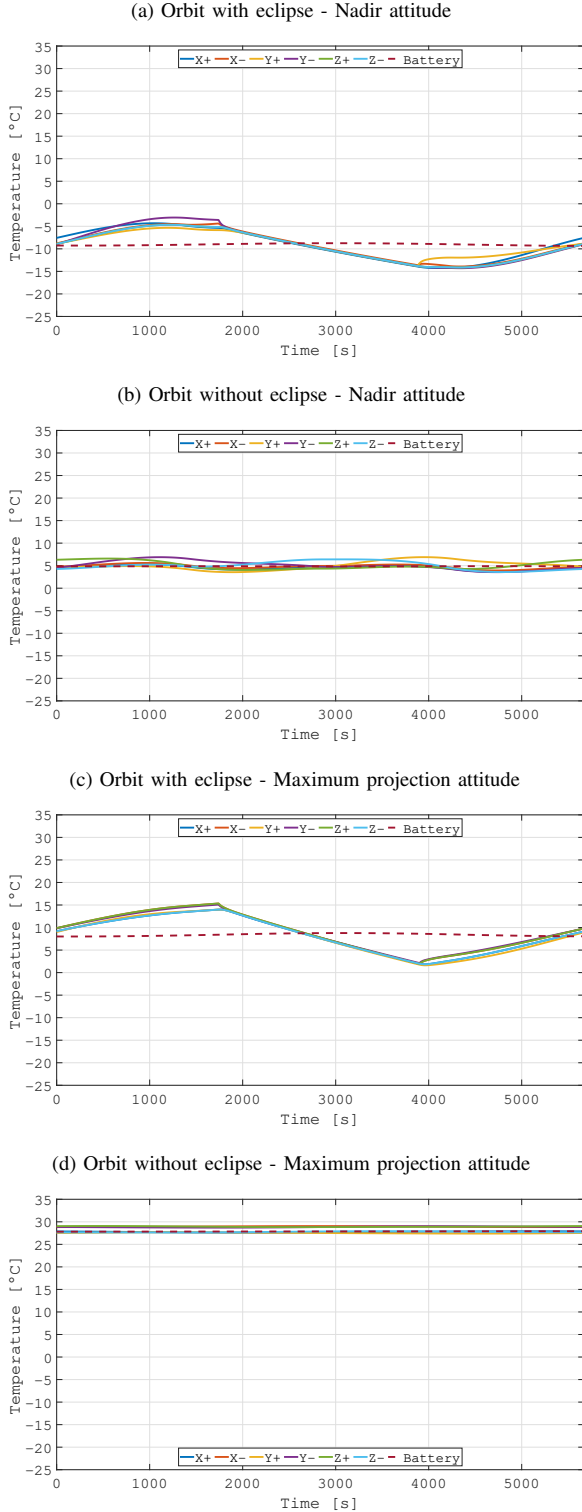 (a) Orbit with eclipse - Nadir attitude
X+ X- Y+ Y- Z+ Z- Battery
Temperature [°C]
35
30
25
20
15
10
5
0
-5
-10
-15
-20
-25
0 1000 2000 3000 4000 5000
Time [s]
(b) Orbit without eclipse - Nadir attitude
X+ X- Y+ Y- Z+ Z- Battery
Temperature [°C]
35
30
25
20
15
10
5
0
-5
-10
-15
-20
-25
0 1000 2000 3000 4000 5000
Time [s]
(c) Orbit with eclipse - Maximum projection attitude
X+ X- Y+ Y- Z+ Z- Battery
Temperature [°C]
35
30
25
20
15
10
5
0
-5
-10
-15
-20
-25
0 1000 2000 3000 4000 5000
Time [s]
(d) Orbit without eclipse - Maximum projection attitude
Temperature [°C]
35
30
25
20
15
10
5
0
-5
-10
-15
-20
-25
X+ X- Y+ Y- Z+ Z- Battery
0 1000 2000 3000 4000 5000
Time [s]